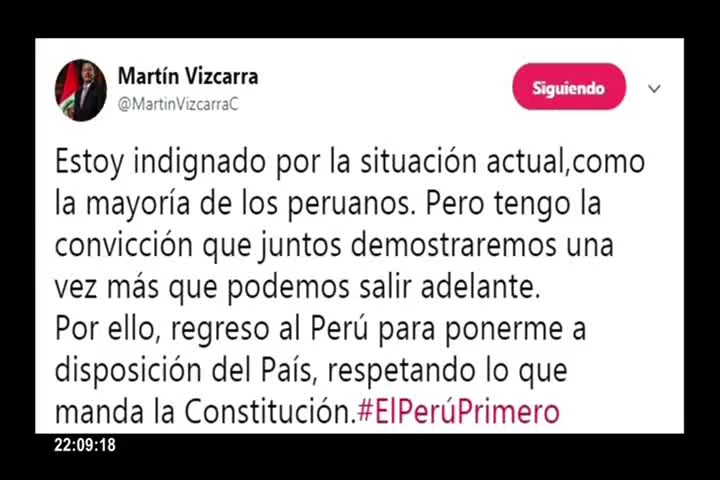 Martín Vizcarra
@MartinVizcarraC
Siguiendo
Estoy indignado por la situación actual,como
la mayoría de los peruanos. Pero tengo la
convicción que juntos demostraremos una
vez más que podemos salir adelante.
Por ello, regreso al Perú para ponerme a
disposición del País, respetando lo que
manda la Constitución.#ElPerúPrimero
22:09:18